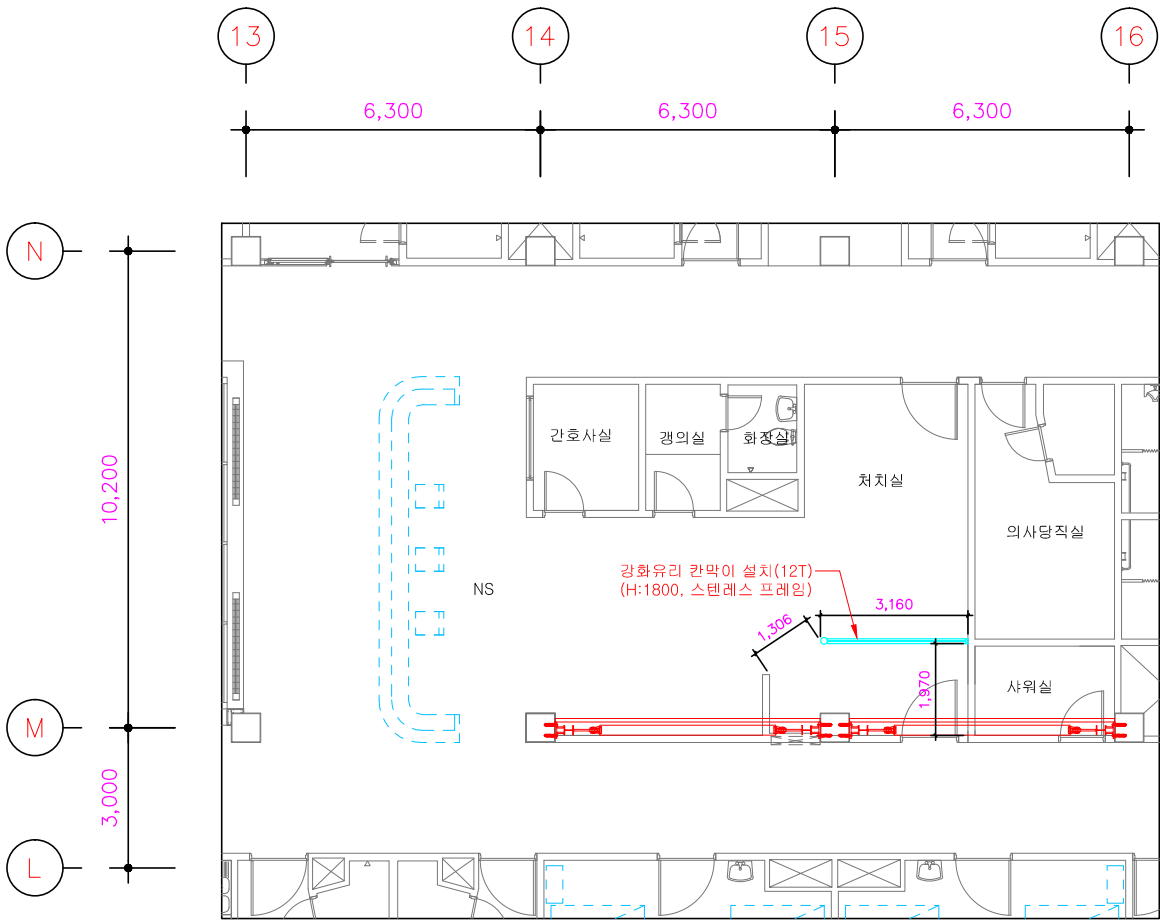 13
14
15
16
6,300
6,300
6,300
N
간호사실
갱의실
화장실
처치실
10,200
의사당직실
강화유리 칸막이 설치(12T)
(H:1800, 스텐레스 프레임)
NS
3,160
1,306
1,970
샤워실
M
3,000
L